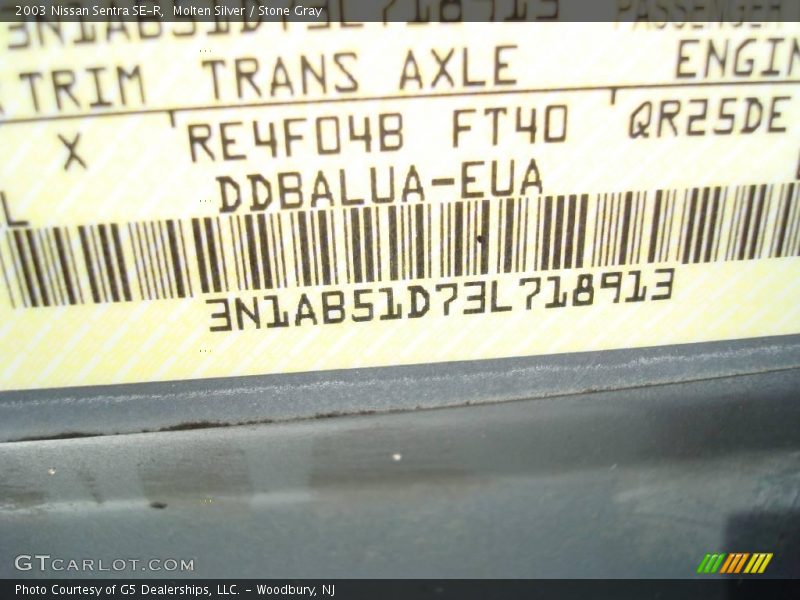 2003 Nissan Sentra SE-R, Molten Silver / Stone Gray
3N1AB51D73L718913
TRIM TRANS AXLE
X RE4F04B FT40 QR25DE
DDBALUA-EUA
3N1AB51D73L718913
GTCARLOT.COM
Photo Courtesy of G5 Dealerships, LLC. - Woodbury, NJ